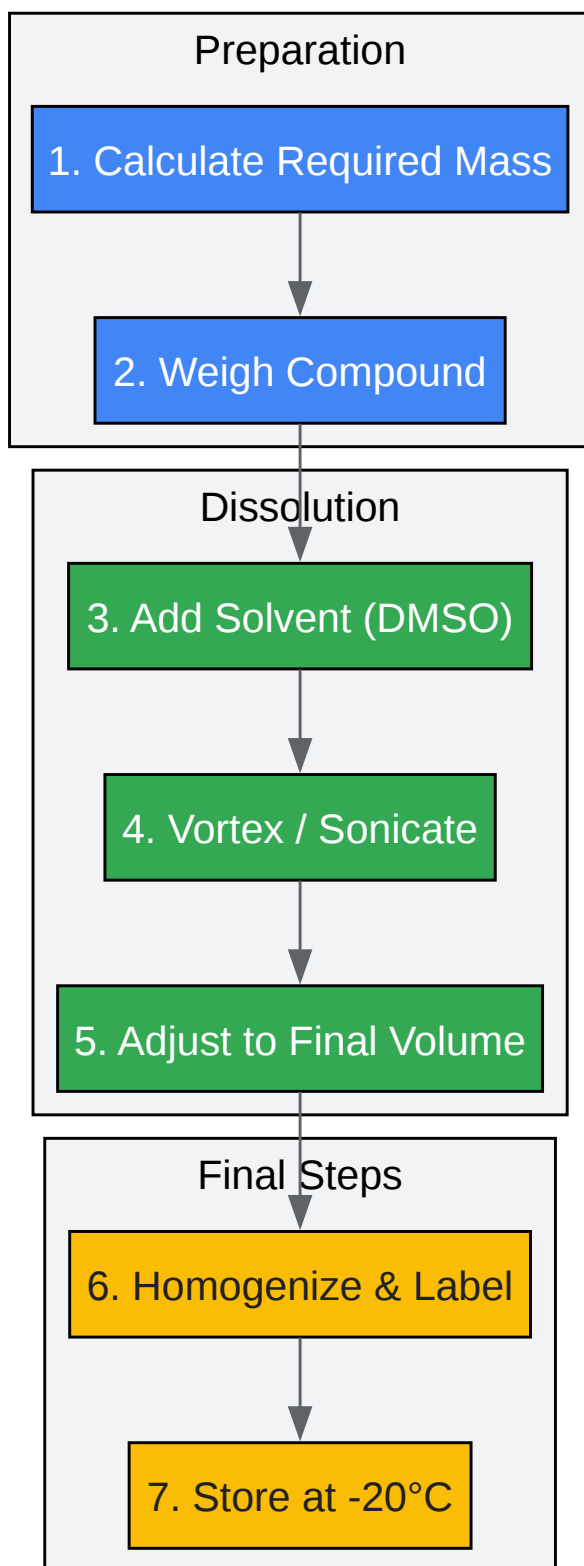 Preparation
1. Calculate Required Mass
2. Weigh Compound
Dissolution
3. Add Solvent (DMSO)
4. Vortex / Sonicate
5. Adjust to Final Volume
Final Steps
6. Homogenize & Label
7. Store at -20°C